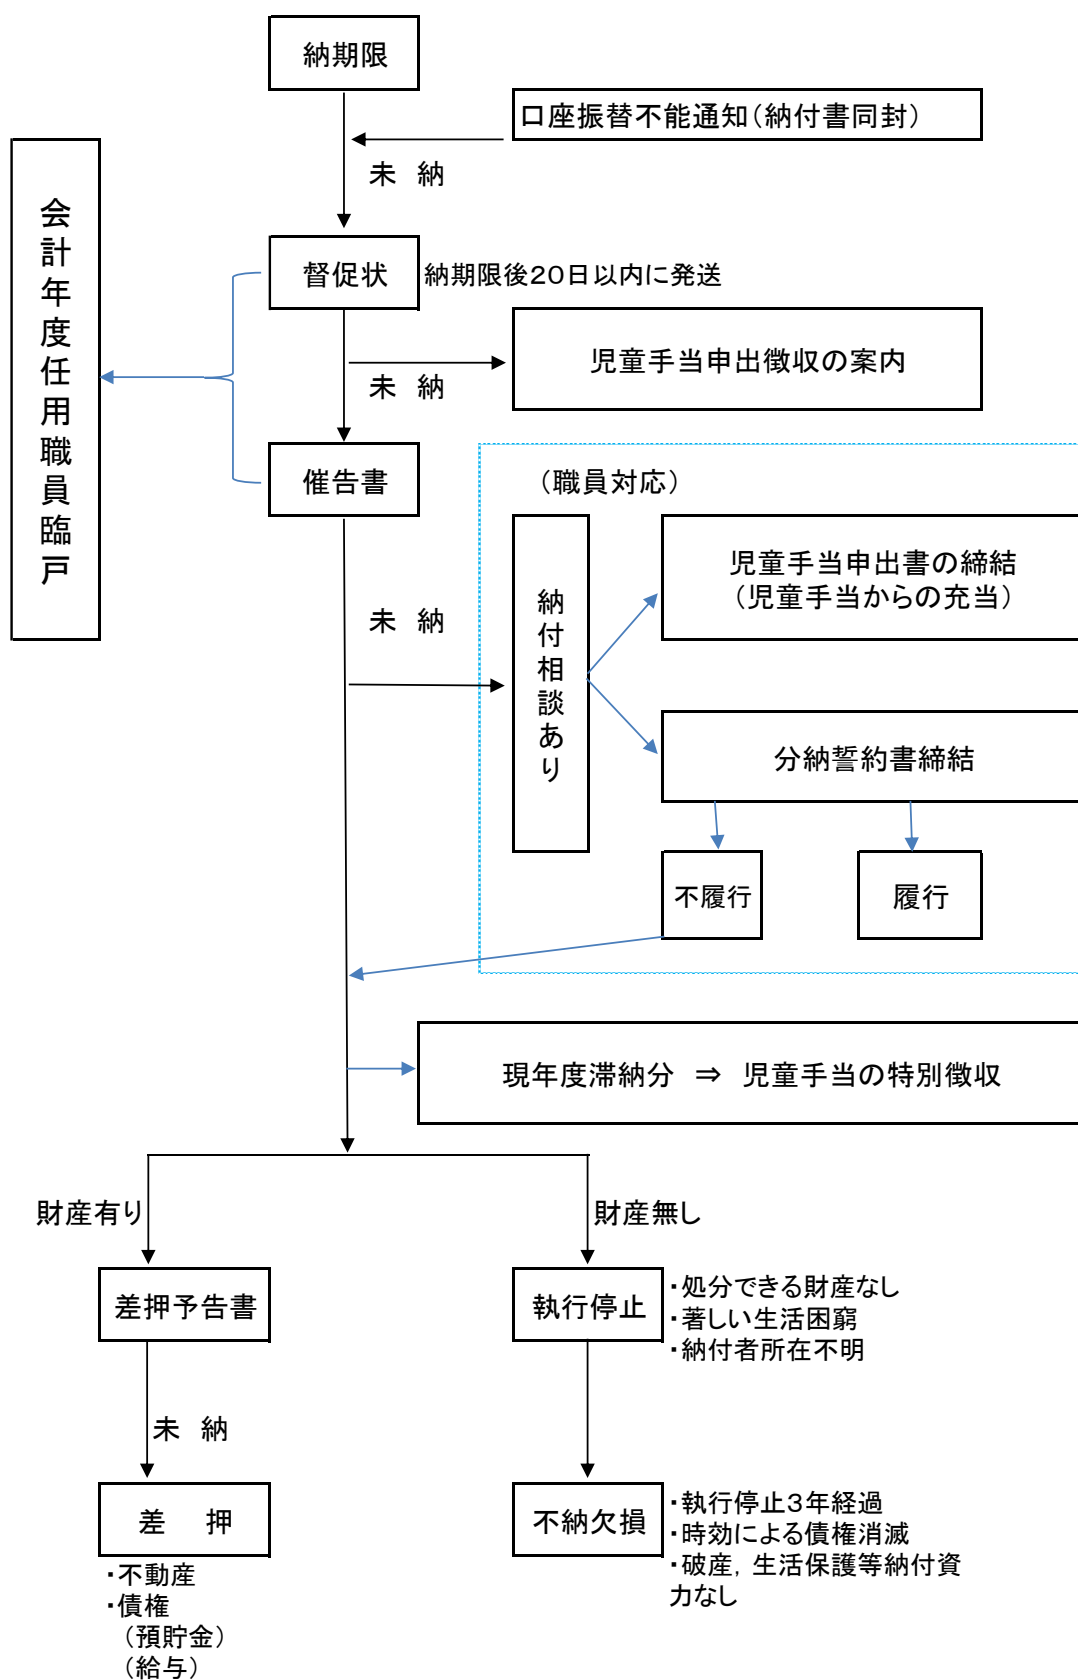 納期限
口座振替不能通知（納付書同封）
未　納
会計年度任用職員臨戸
督促状
納期限後２０日以内に発送
児童手当申出徴収の案内
未　納
催告書
（職員対応）
児童手当申出書の締結
（児童手当からの充当）
納付相談あり
未　納
分納誓約書締結
不履行
履行
現年度滞納分　⇒　児童手当の特別徴収
財産有り
財産無し
差押予告書
執行停止
・処分できる財産なし
・著しい生活困窮
・納付者所在不明
未　納
差　押
不納欠損
・執行停止３年経過
・時効による債権消滅
・破産，生活保護等納付資
力なし
・不動産
・債権
（預貯金）
（給与）